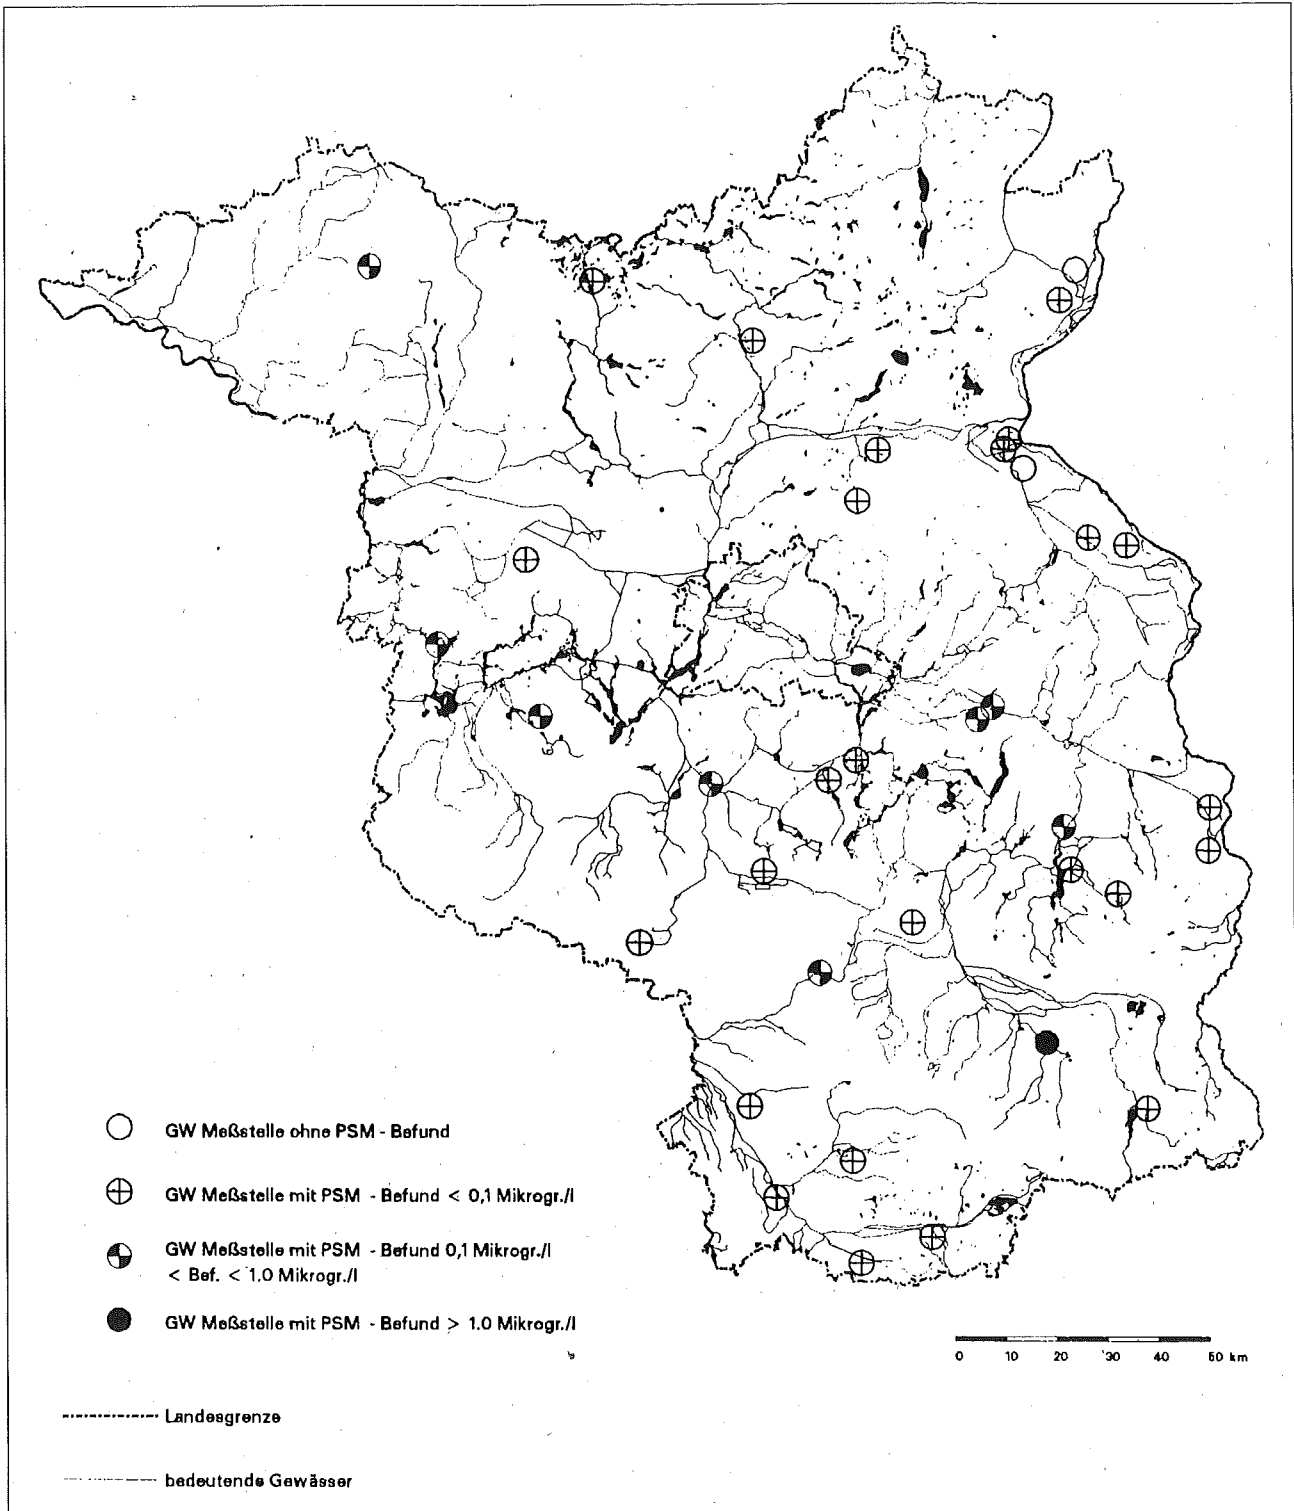 GW Meßstelle ohne PSM - Befund
GW Meßstelle mit PSM - Befund < 0,1 Mikrogr./l
GW Meßstelle mit PSM - Befund 0,1 Mikrogr./l
< Bef. < 1.0 Mikrogr./l
GW Meßstelle mit PSM - Befund > 1.0 Mikrogr./l
0 10 20 30 40 50 km
Landesgrenze
bedeutende Gewässer